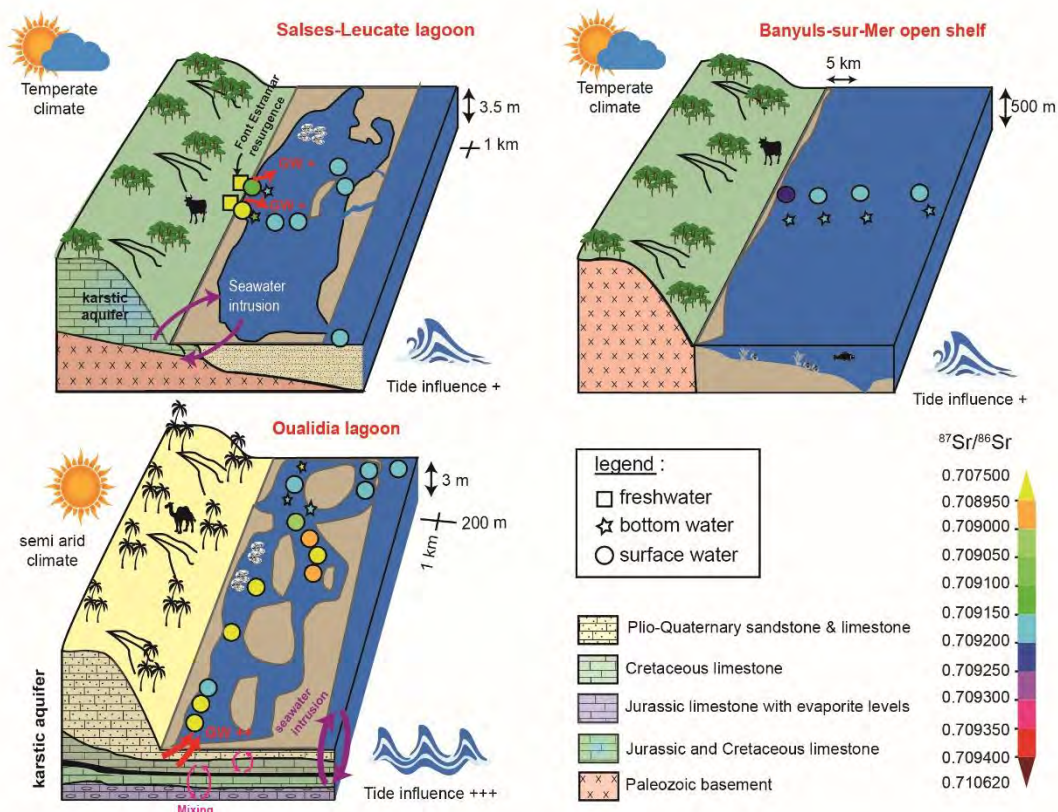 Salses-Leucate lagoon
Temperate
climate
Font Estramar
resurgence
3.5 m
1 km
GW +
GW +
karstic
aquifer
Seawater
intrusion
Tide influence +
Banyuls-sur-Mer open shelf
Temperate
climate
5 km
500 m
Tide influence +
Oualidia lagoon
semi arid
climate
3 m
200 m
1 km
karstic aquifer
GW ++
seawater
intrusion
Mixing
Tide influence +++
legend :
freshwater
bottom water
surface water
Plio-Quaternary sandstone & limestone
Cretaceous limestone
Jurassic limestone with evaporite levels
Jurassic and Cretaceous limestone
Paleozoic basement
⁸⁷Sr/⁸⁶Sr
0.707500
0.708950
0.709000
0.709050
0.709100
0.709150
0.709200
0.709250
0.709300
0.709350
0.709400
0.710620